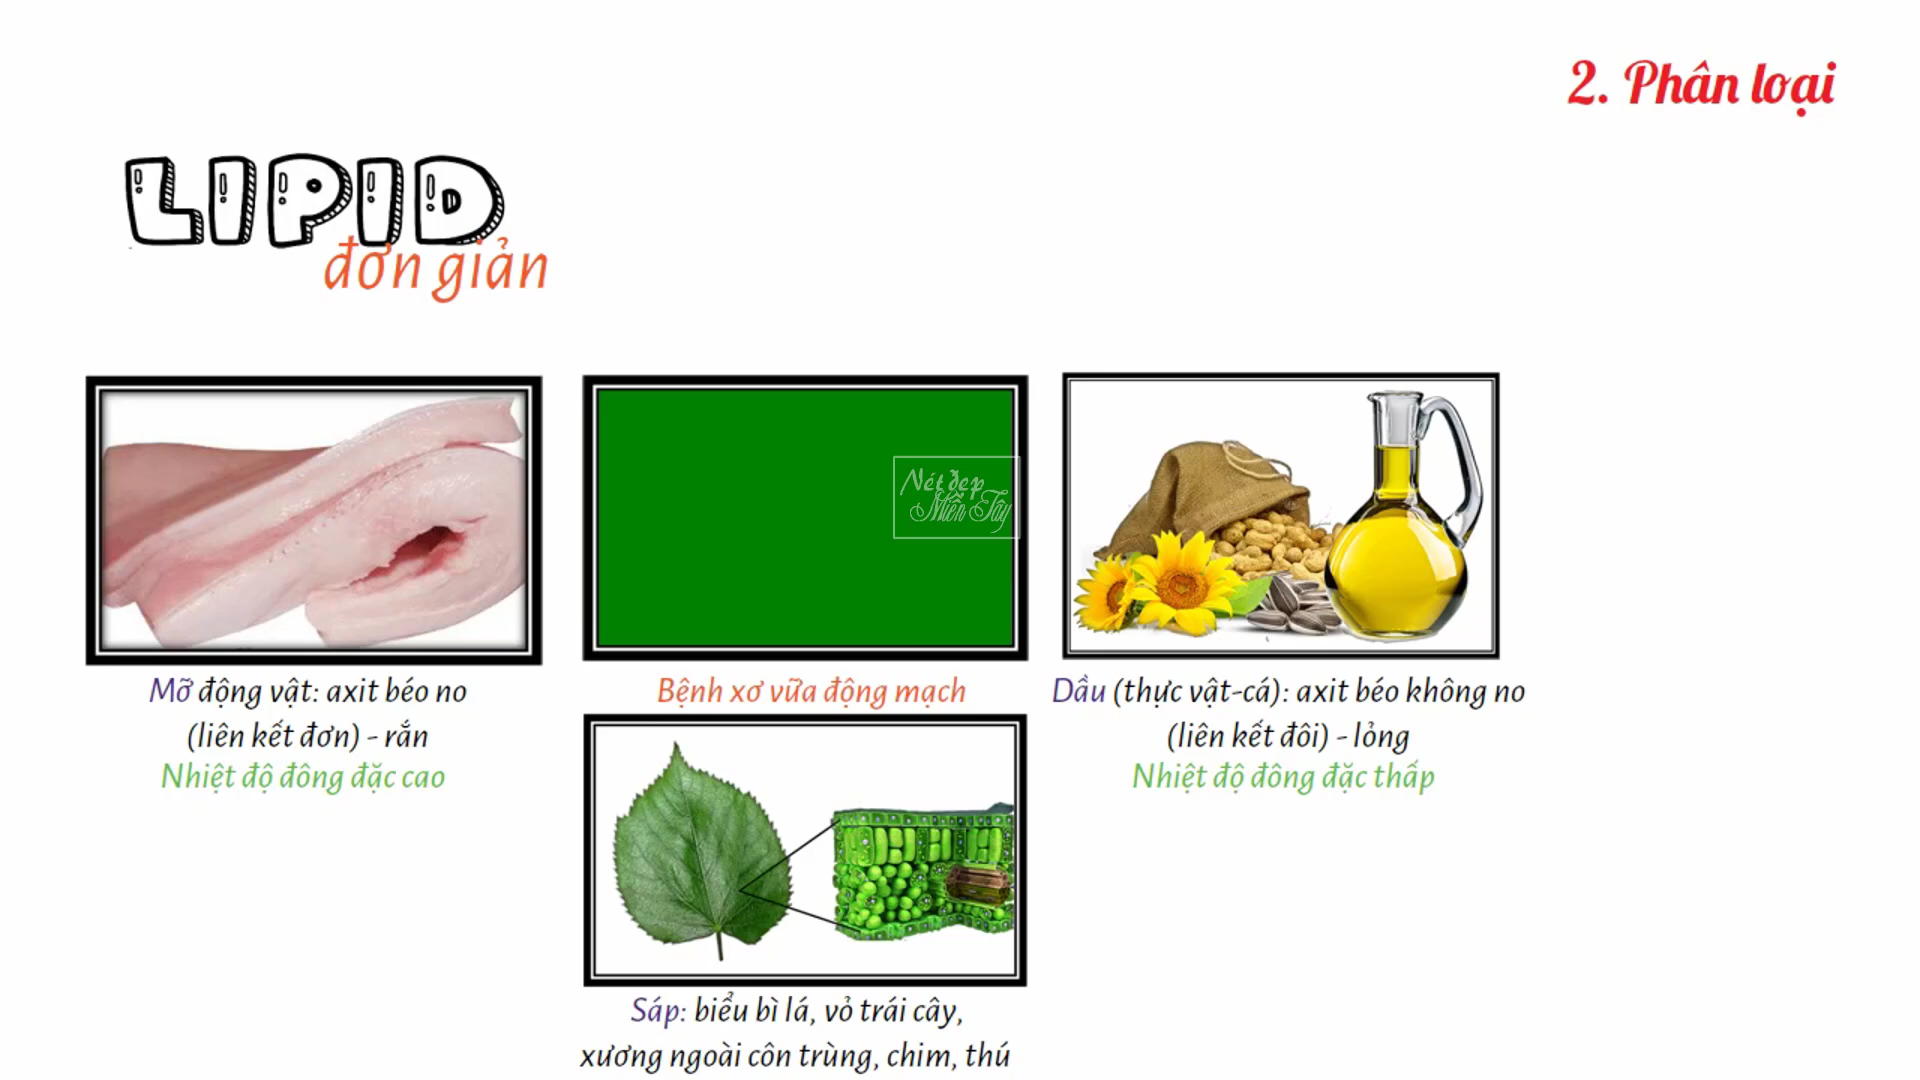 2. Phân loại
LIPID
đơn giản
Nét đẹp
Miền Tây
Mỡ động vật: axit béo no
(liên kết đơn) - rắn
Nhiệt độ đông đặc cao
Bệnh xơ vữa động mạch
Dầu (thực vật-cá): axit béo không no
(liên kết đôi) - lỏng
Nhiệt độ đông đặc thấp
Sáp: biểu bì lá, vỏ trái cây,
xương ngoài côn trùng, chim, thú